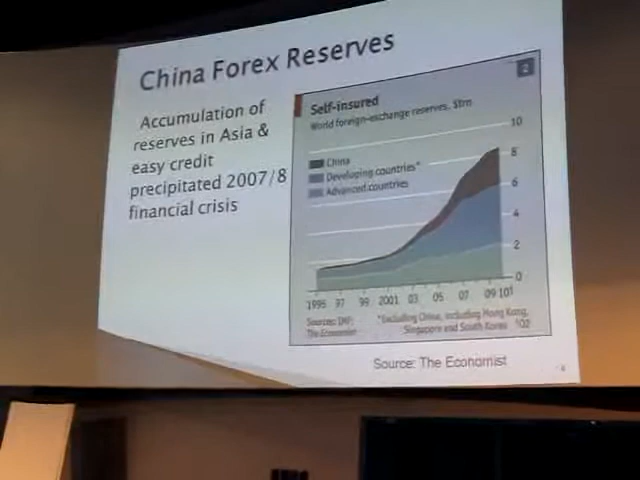 China Forex Reserves
Accumulation of
reserves in Asia &
easy credit
precipitated 2007/8
financial crisis
2
Self-insured
World foreign-exchange reserves, $trn
China
Developing countries*
Advanced countries
10
8
6
4
2
0
1995 97 99 2001 03 05 07 09 10†
Sources: IMF;
The Economist
*Excluding China, including Hong Kong,
Singapore and South Korea †Q2
Source: The Economist